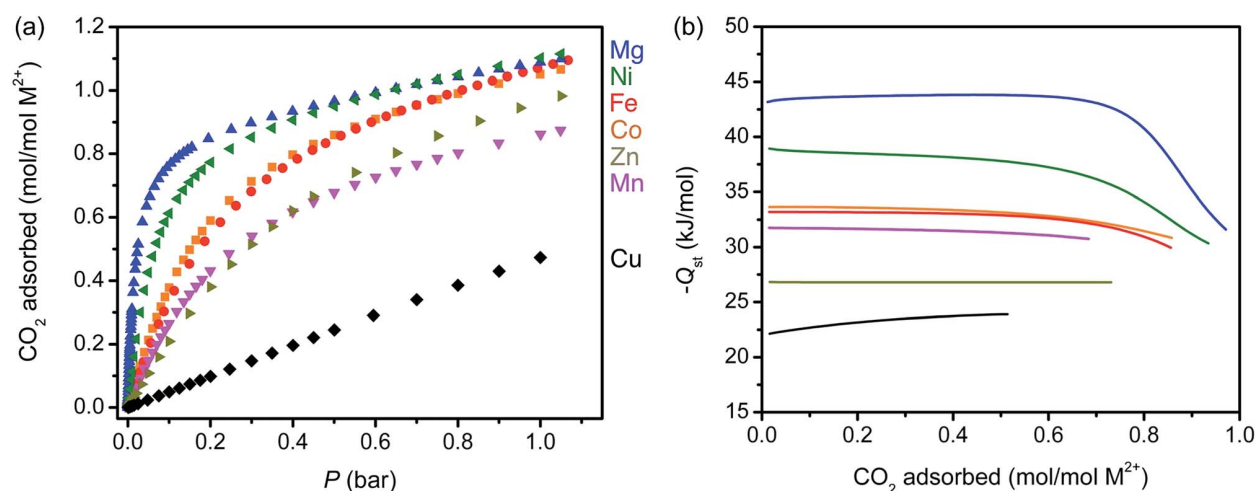 (a)
1.2
1.0
0.8
0.6
0.4
0.2
0.0
CO₂ adsorbed (mol/mol M²⁺)
0.0 0.2 0.4 0.6 0.8 1.0
P (bar)
Mg
Ni
Fe
Co
Zn
Mn
Cu
(b)
50
45
40
35
30
25
20
15
-Qst (kJ/mol)
0.0 0.2 0.4 0.6 0.8 1.0
CO₂ adsorbed (mol/mol M²⁺)